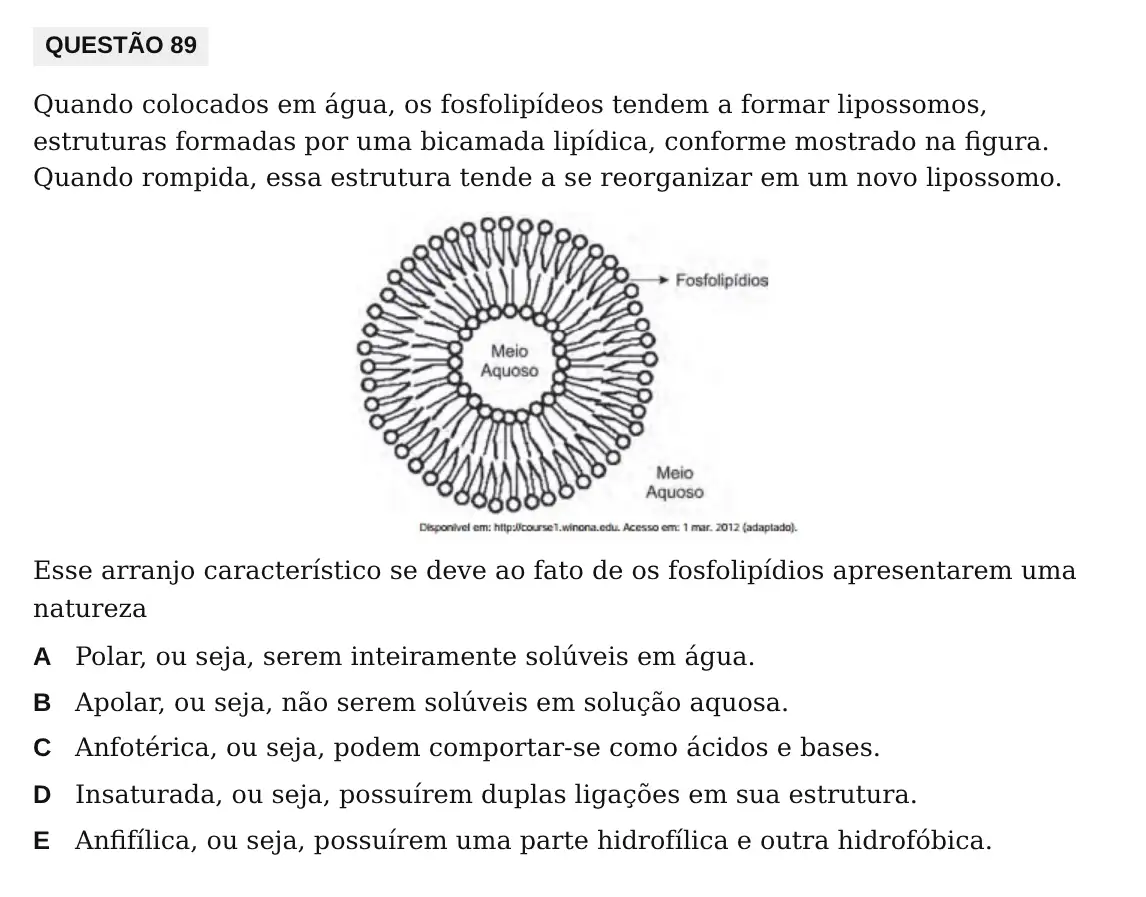 QUESTÃO 89
Quando colocados em água, os fosfolipídeos tendem a formar lipossomos,
estruturas formadas por uma bicamada lipídica, conforme mostrado na figura.
Quando rompida, essa estrutura tende a se reorganizar em um novo lipossomo.
Fosfolipídios
Meio
Aquoso
Meio
Aquoso
Disponível em: http://course1.winona.edu. Acesso em: 1 mar. 2012 (adaptado).
Esse arranjo característico se deve ao fato de os fosfolipídios apresentarem uma
natureza
A Polar, ou seja, serem inteiramente solúveis em água.
B Apolar, ou seja, não serem solúveis em solução aquosa.
C Anfotérica, ou seja, podem comportar-se como ácidos e bases.
D Insaturada, ou seja, possuírem duplas ligações em sua estrutura.
E Anfifílica, ou seja, possuírem uma parte hidrofílica e outra hidrofóbica.